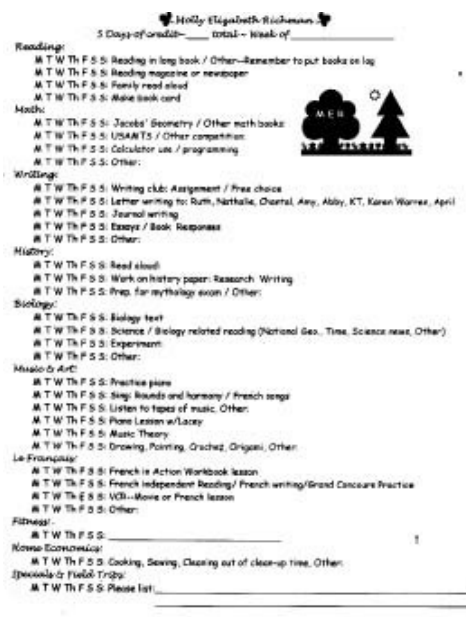 Holly Elizabeth Richman
5 Days of credit-___ total~ Week of ___
Reading:
M T W Th F S S: Reading in long book / Other--Remember to put books on log
M T W Th F S S: Reading magazine or newspaper
M T W Th F S S: Family read aloud
M T W Th F S S: Make book card
MER
Math:
M T W Th F S S: Jacobs' Geometry / Other math books:
M T W Th F S S: USAMTS / Other competition:
M T W Th F S S: Calculator use / programming
M T W Th F S S: Other:
Writing:
M T W Th F S S: Writing club: Assignment / Free choice
M T W Th F S S: Letter writing to: Ruth, Nathalie, Chantal, Amy, Abby, KT, Karen Warren, April
M T W Th F S S: Journal writing
M T W Th F S S: Essays / Book Responses
M T W Th F S S: Other:
History:
M T W Th F S S: Read aloud:
M T W Th F S S: Work on history paper: Research Writing
M T W Th F S S: Prep. for mythology exam / Other:
Biology:
M T W Th F S S: Biology text
M T W Th F S S: Science / Biology related reading (National Geo., Time, Science news, Other)
M T W Th F S S: Experiment:
M T W Th F S S: Other:
Music & Art:
M T W Th F S S: Practice piano
M T W Th F S S: Sing: Rounds and harmony / French songs
M T W Th F S S: Listen to tapes of music, Other:
M T W Th F S S: Piano Lesson w/Lacey
M T W Th F S S: Music Theory
M T W Th F S S: Drawing, Painting, Crochet, Origami, Other:
Le Français:
M T W Th F S S: French in Action Workbook lesson
M T W Th F S S: French independent Reading/ French writing/Grand Concours Practice
M T W Th F S S: VCR--Movie or French lesson
M T W Th F S S: Other:
Fitness:
M T W Th F S S:
Home Economics:
M T W Th F S S: Cooking, Sewing, Cleaning out of clean-up time, Other:
Specials & Field Trips:
M T W Th F S S: Please list: